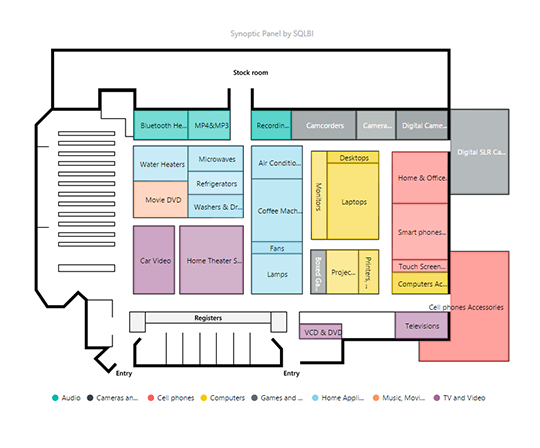 Synoptic Panel by SQLBI
Stock room
Bluetooth He...
MP4&MP3
Recordin...
Camcorders
Camera...
Digital Came...
Digital SLR Ca...
Water Heaters
Microwaves
Refrigerators
Movie DVD
Washers & Dr...
Air Conditio...
Coffee Mach...
Fans
Lamps
Monitors
Desktops
Laptops
Home & Office...
Smart phones...
Touch Screen...
Computers Ac...
Car Video
Home Theater S...
Boxed Ga...
Projec...
Printers, ...
Cell phones Accessories
Registers
VCD & DVD
Televisions
Entry
Entry
Audio
Cameras an...
Cell phones
Computers
Games and ...
Home Appli...
Music, Movi...
TV and Video